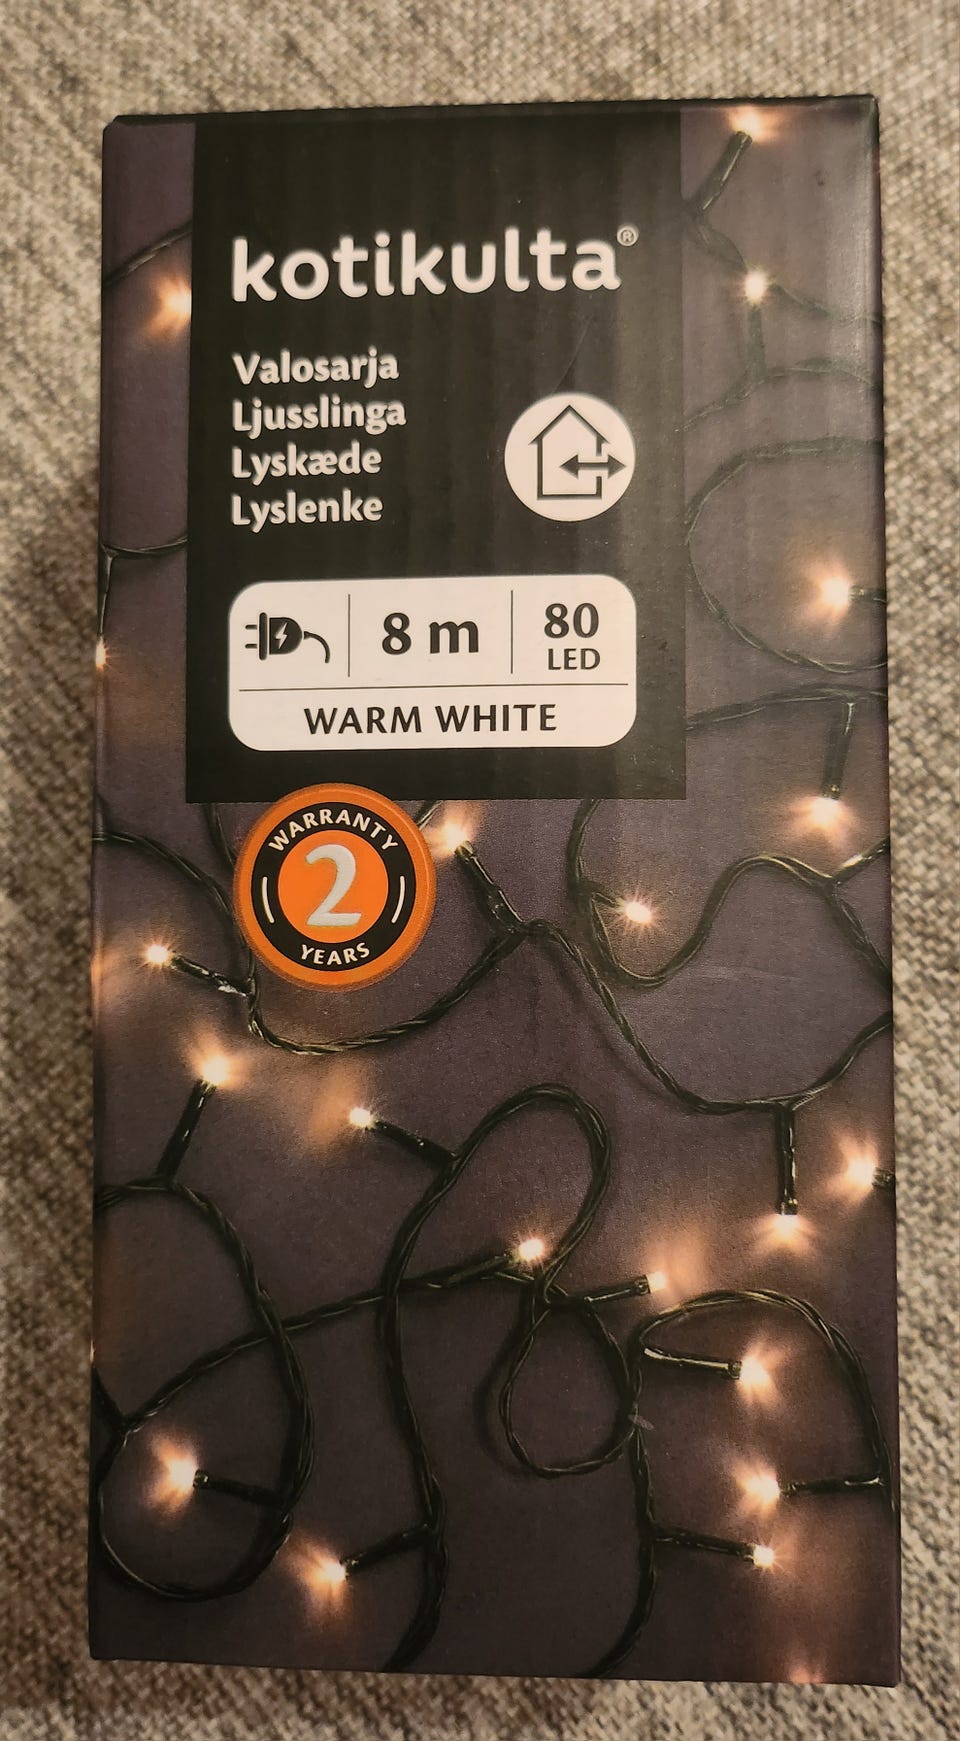 kotikulta®
Valosarja
Ljusslinga
Lyskæde
Lyslenke
8 m
80
LED
WARM WHITE
WARRANTY
2
YEARS